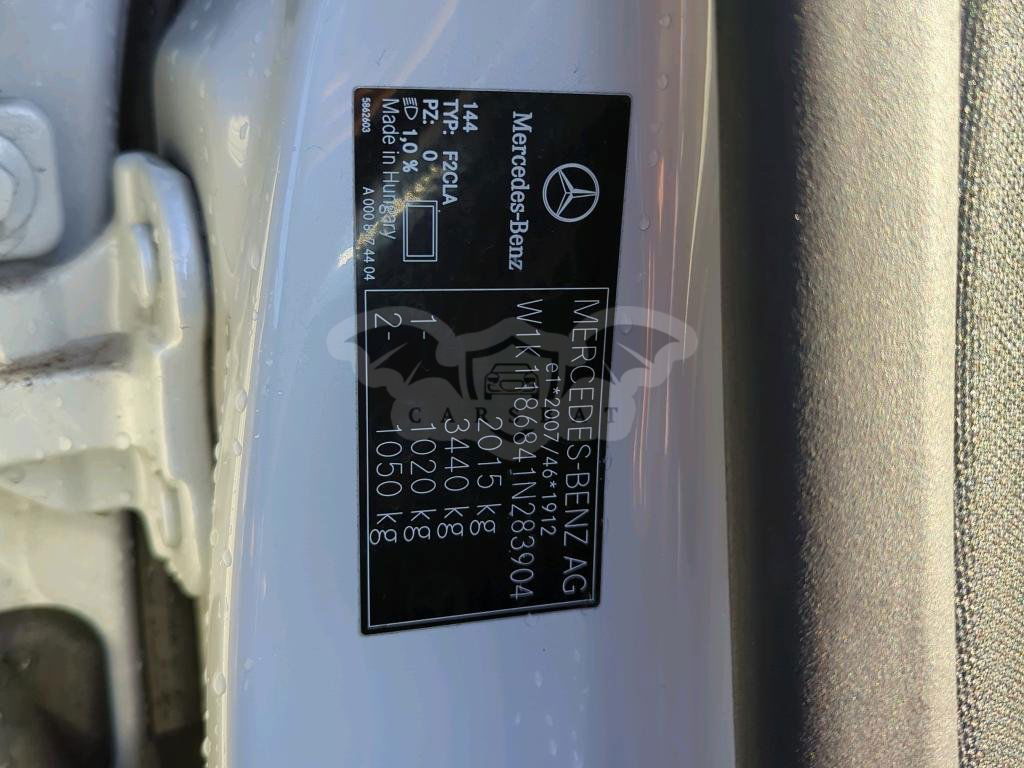 Mercedes-Benz
144
TYP: F2CLA
PZ: 0
1,0 %
Made in Hungary
5862603
A 000 44 04
MERCEDES-BENZ AG
e1*2007/46*1912
W1K1186841N283904
2015 kg
3440 kg
1- 1020 kg
2- 1050 kg